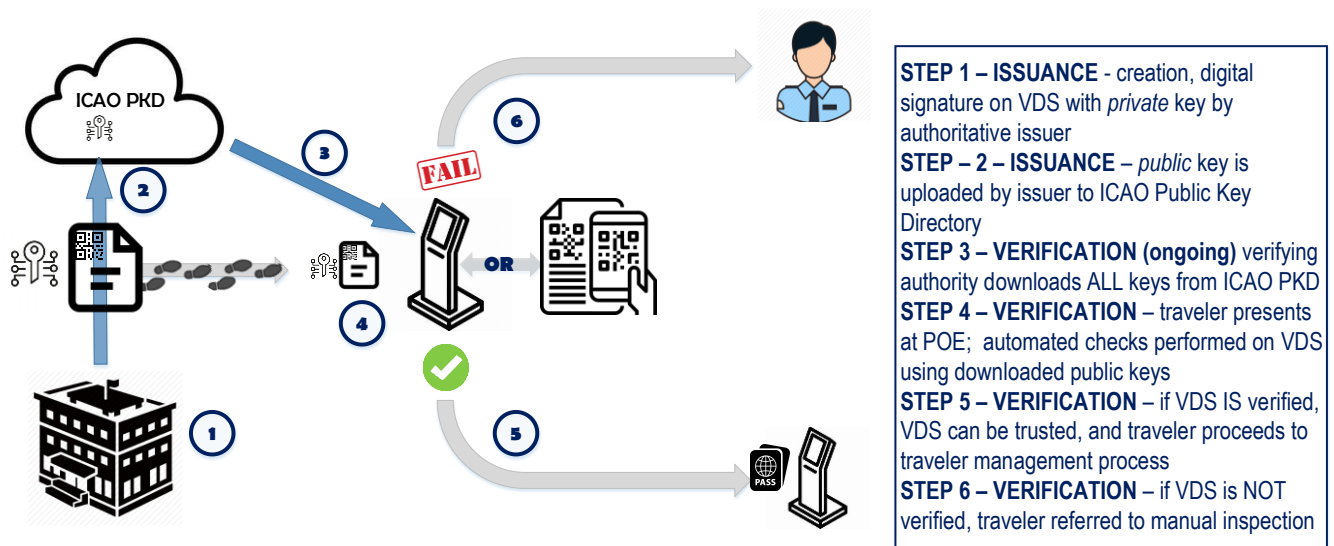 ICAO PKD
6
3
FAIL
2
OR
4
5
1
PASS
STEP 1 – ISSUANCE - creation, digital
signature on VDS with private key by
authoritative issuer
STEP – 2 – ISSUANCE – public key is
uploaded by issuer to ICAO Public Key
Directory
STEP 3 – VERIFICATION (ongoing) verifying
authority downloads ALL keys from ICAO PKD
STEP 4 – VERIFICATION – traveler presents
at POE;  automated checks performed on VDS
using downloaded public keys
STEP 5 – VERIFICATION – if VDS IS verified,
VDS can be trusted, and traveler proceeds to
traveler management process
STEP 6 – VERIFICATION – if VDS is NOT
verified, traveler referred to manual inspection